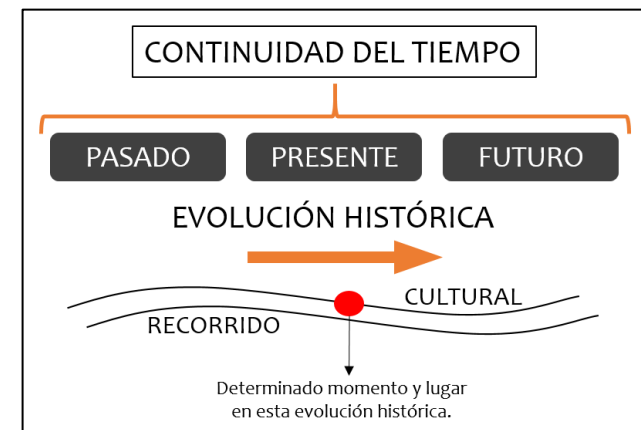 CONTINUIDAD DEL TIEMPO
PASADO
PRESENTE
FUTURO
EVOLUCIÓN HISTÓRICA
CULTURAL
RECORRIDO
Determinado momento y lugar
en esta evolución histórica.